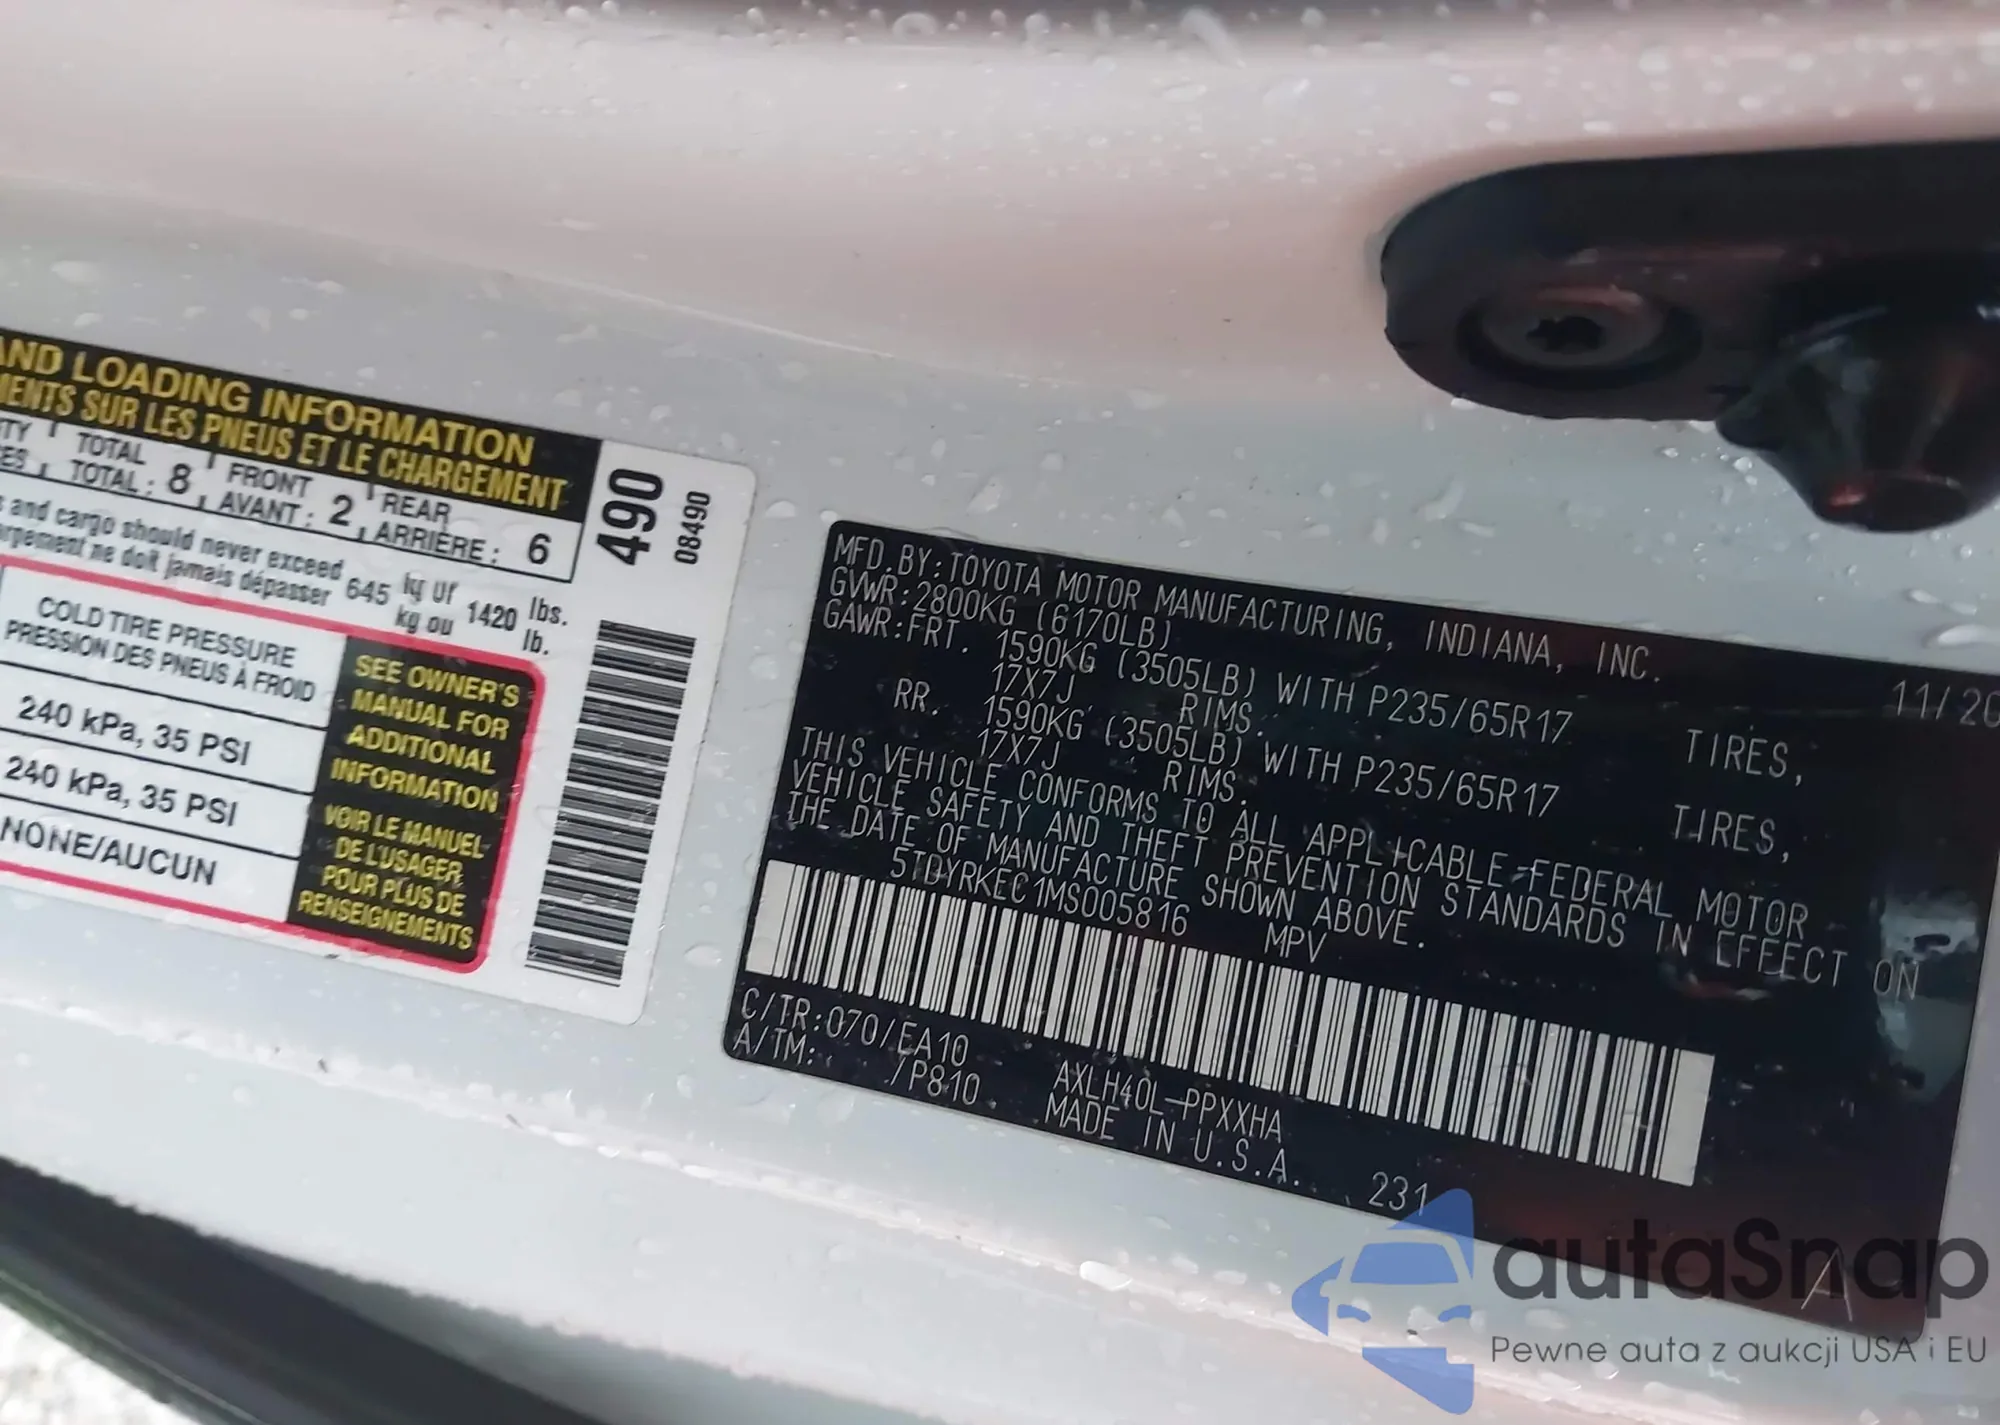 AND LOADING INFORMATION
MENTS SUR LES PNEUS ET LE CHARGEMENT
TOTAL FRONT REAR
TOTAL : 8 AVANT : 2 ARRIÈRE : 6
and cargo should never exceed 645 kg or 1420 lbs.
argement ne doit jamais dépasser kg ou lb.
COLD TIRE PRESSURE
PRESSION DES PNEUS À FROID
240 kPa, 35 PSI
240 kPa, 35 PSI
NONE/AUCUN
SEE OWNER'S
MANUAL FOR
ADDITIONAL
INFORMATION
VOIR LE MANUEL
DE L'USAGER
POUR PLUS DE
RENSEIGNEMENTS
490
08490
MFD.BY:TOYOTA MOTOR MANUFACTURING, INDIANA, INC. 11/20
GVWR:2800KG (6170LB)
GAWR:FRT. 1590KG (3505LB) WITH P235/65R17 TIRES,
17X7J RIMS.
RR. 1590KG (3505LB) WITH P235/65R17 TIRES,
17X7J RIMS.
THIS VEHICLE CONFORMS TO ALL APPLICABLE FEDERAL MOTOR
VEHICLE SAFETY AND THEFT PREVENTION STANDARDS IN EFFECT ON
THE DATE OF MANUFACTURE SHOWN ABOVE.
5TDYRKEC1MS005816 MPV
C/TR:070/EA10 AXLH40L-PPXXHA
A/TM: /P810 MADE IN U.S.A. 231
A
autaSnap
Pewne auta z aukcji USA i EU